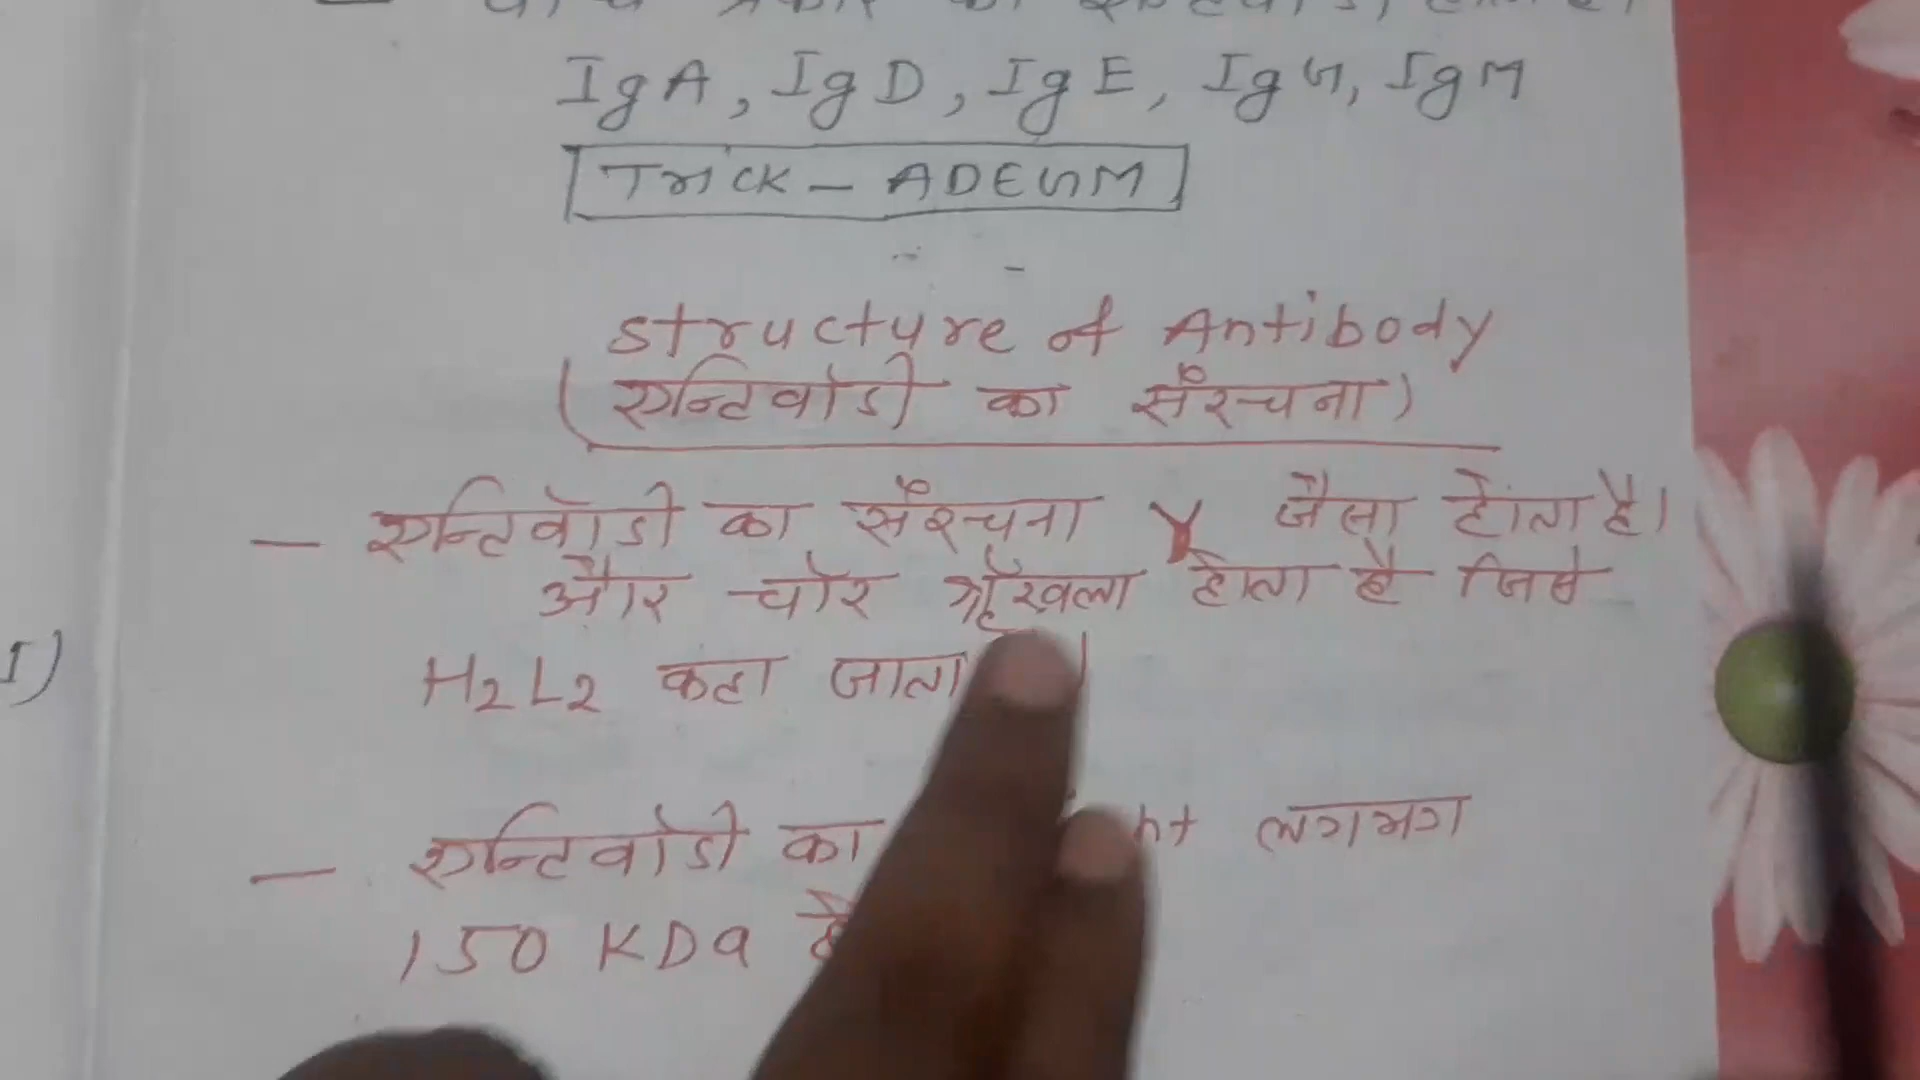 IgA, IgD, IgE, IgG, IgM
Trick - ADEGM
structure of Antibody
(एन्टिबॉडी का संरचना)
- एन्टिबॉडी का संरचना Y जैसा होता है।
और चार श्रृंखला होता है जिसे
H2L2 कहा जाता
- एन्टिबॉडी का लगभग
150 KDa है
I)